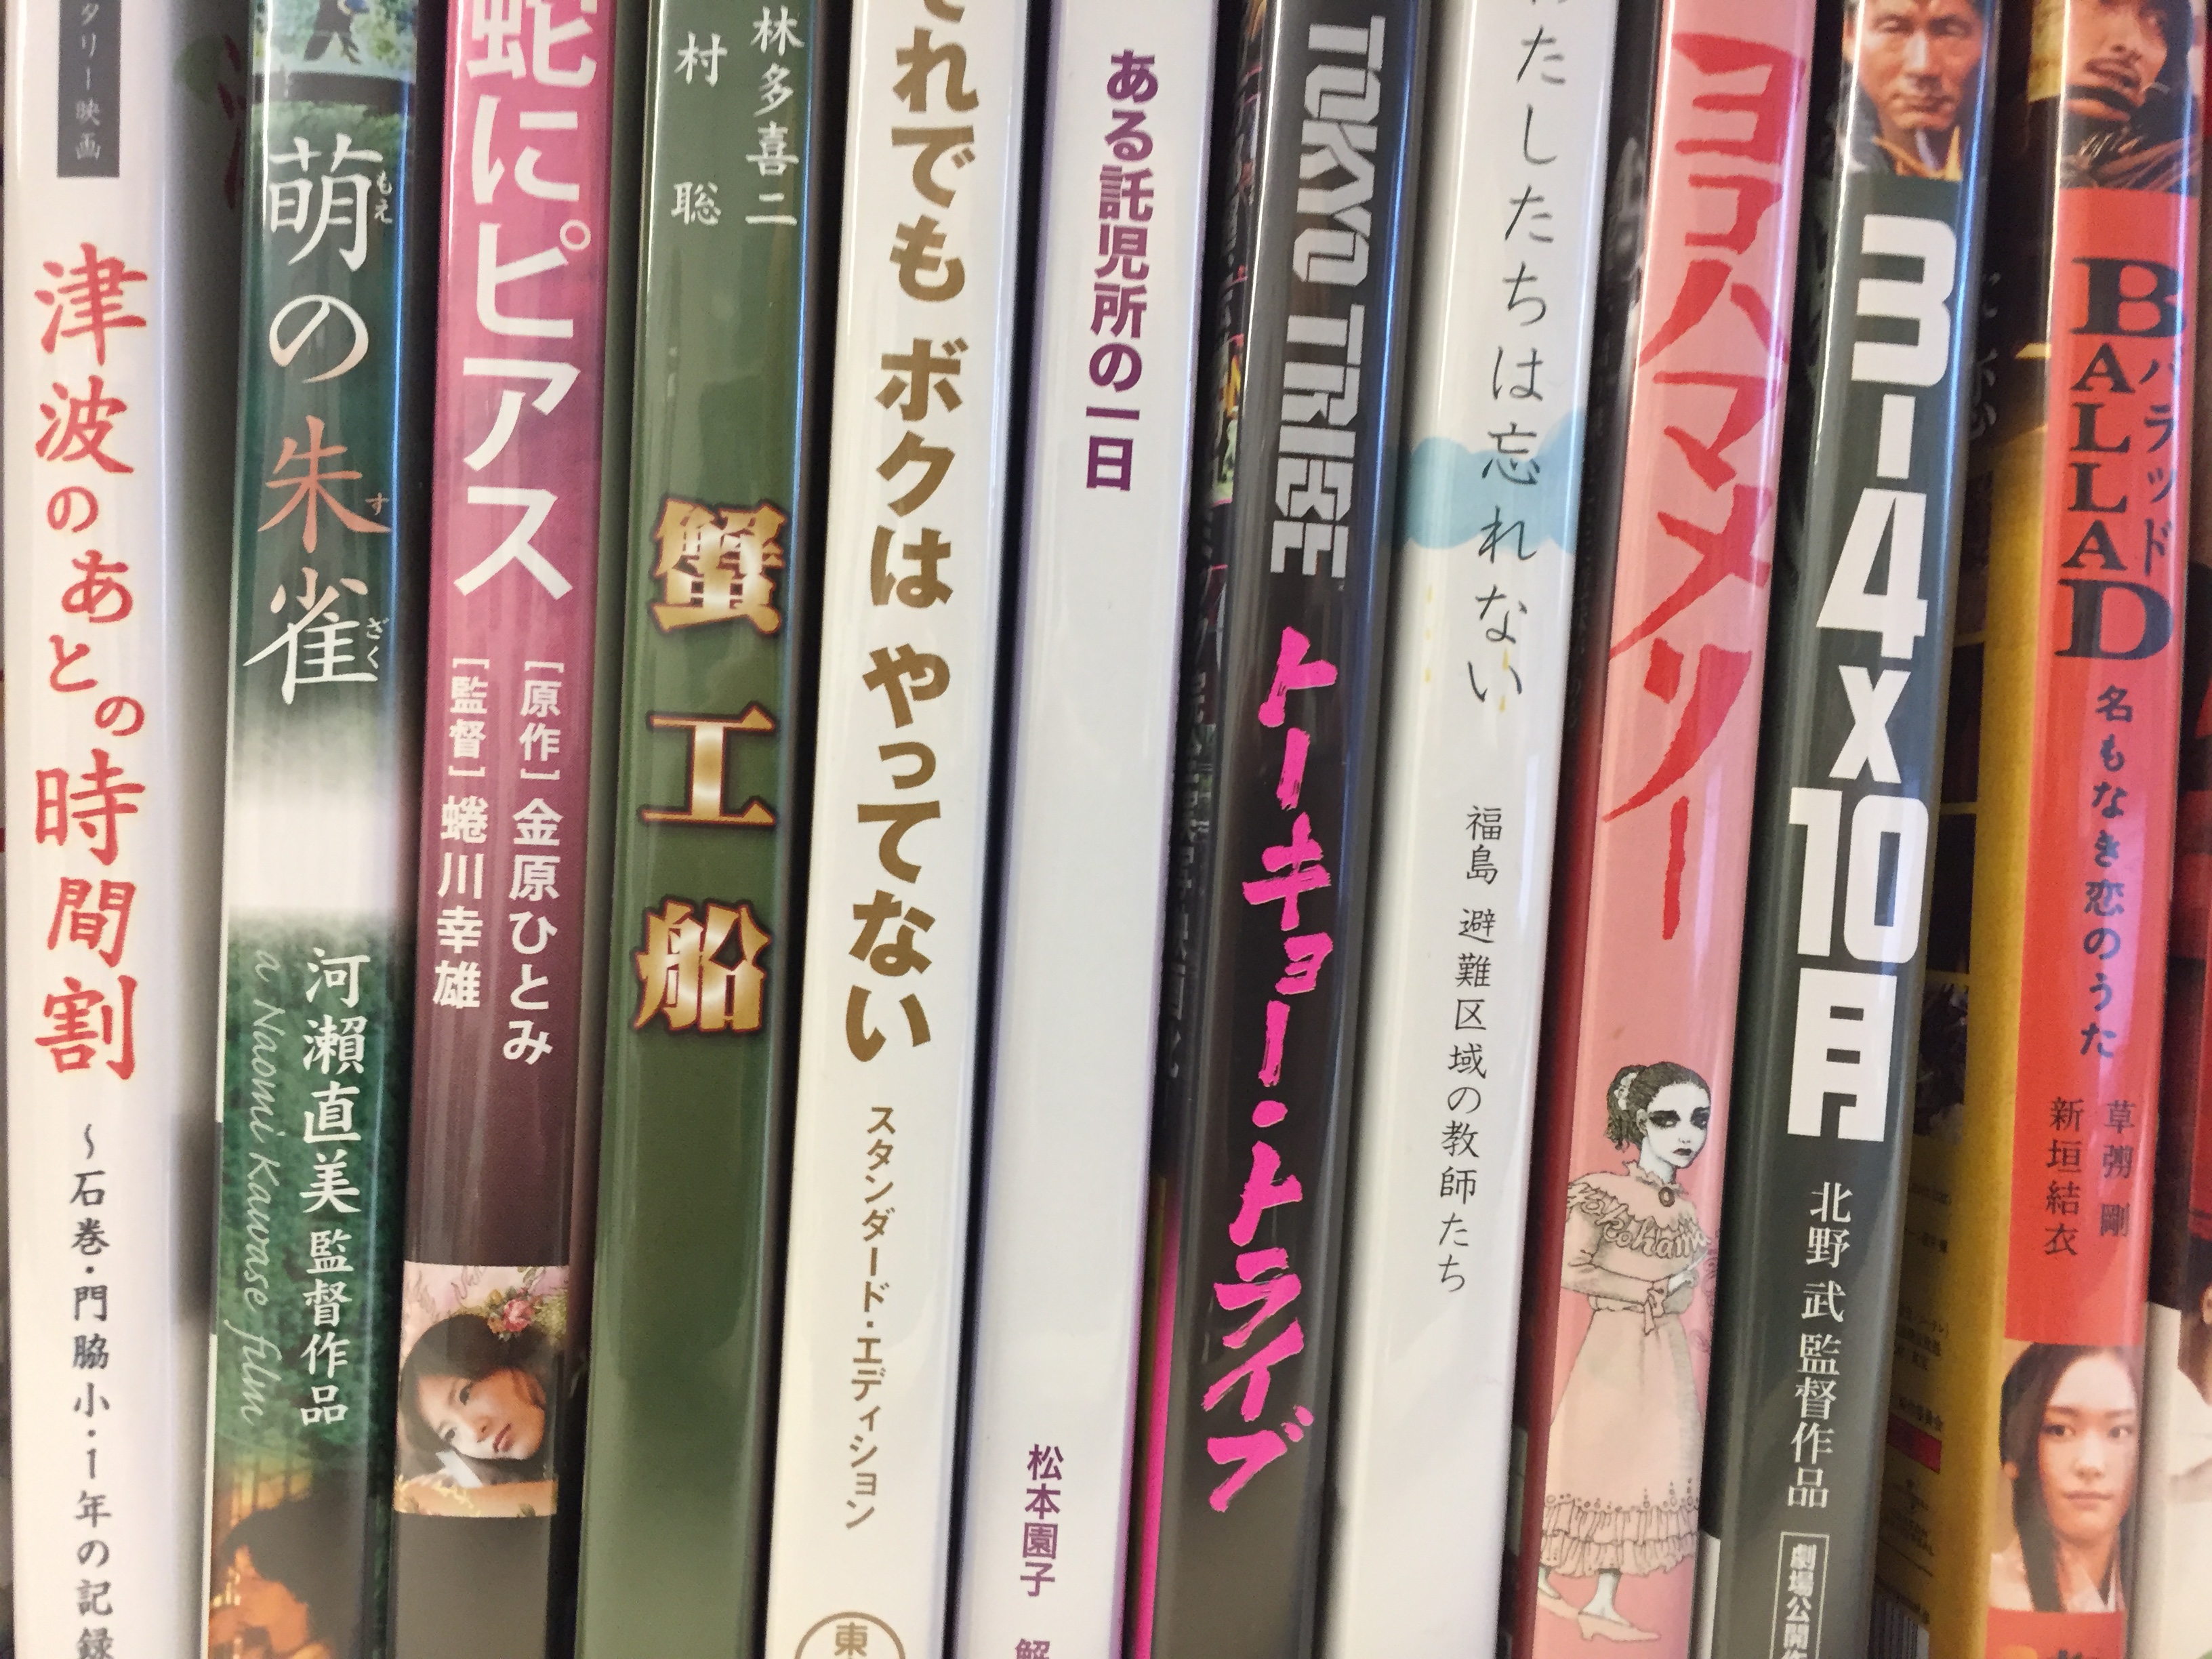 タリー映画
津波のあとの時間割
～石巻・門脇小・1年の記録
萌の朱雀
もえ
す
ざく
河瀨直美監督作品
a Naomi Kawase film
蛇にピアス
[原作]金原ひとみ
[監督]蜷川幸雄
林多喜二
村 聡
蟹工船
それでも ボクは やってない
スタンダード・エディション
東
ある託児所の一日
松本園子
解
TOKYO TRIBE
トーキョー・トライブ
わたしたちは忘れない
福島 避難区域の教師たち
ヨコハマメリー
Yokohama
3-4x10月
北野 武 監督作品
劇場公開作
BALLAD
バラッド
名もなき恋のうた
草彅 剛
新垣結衣